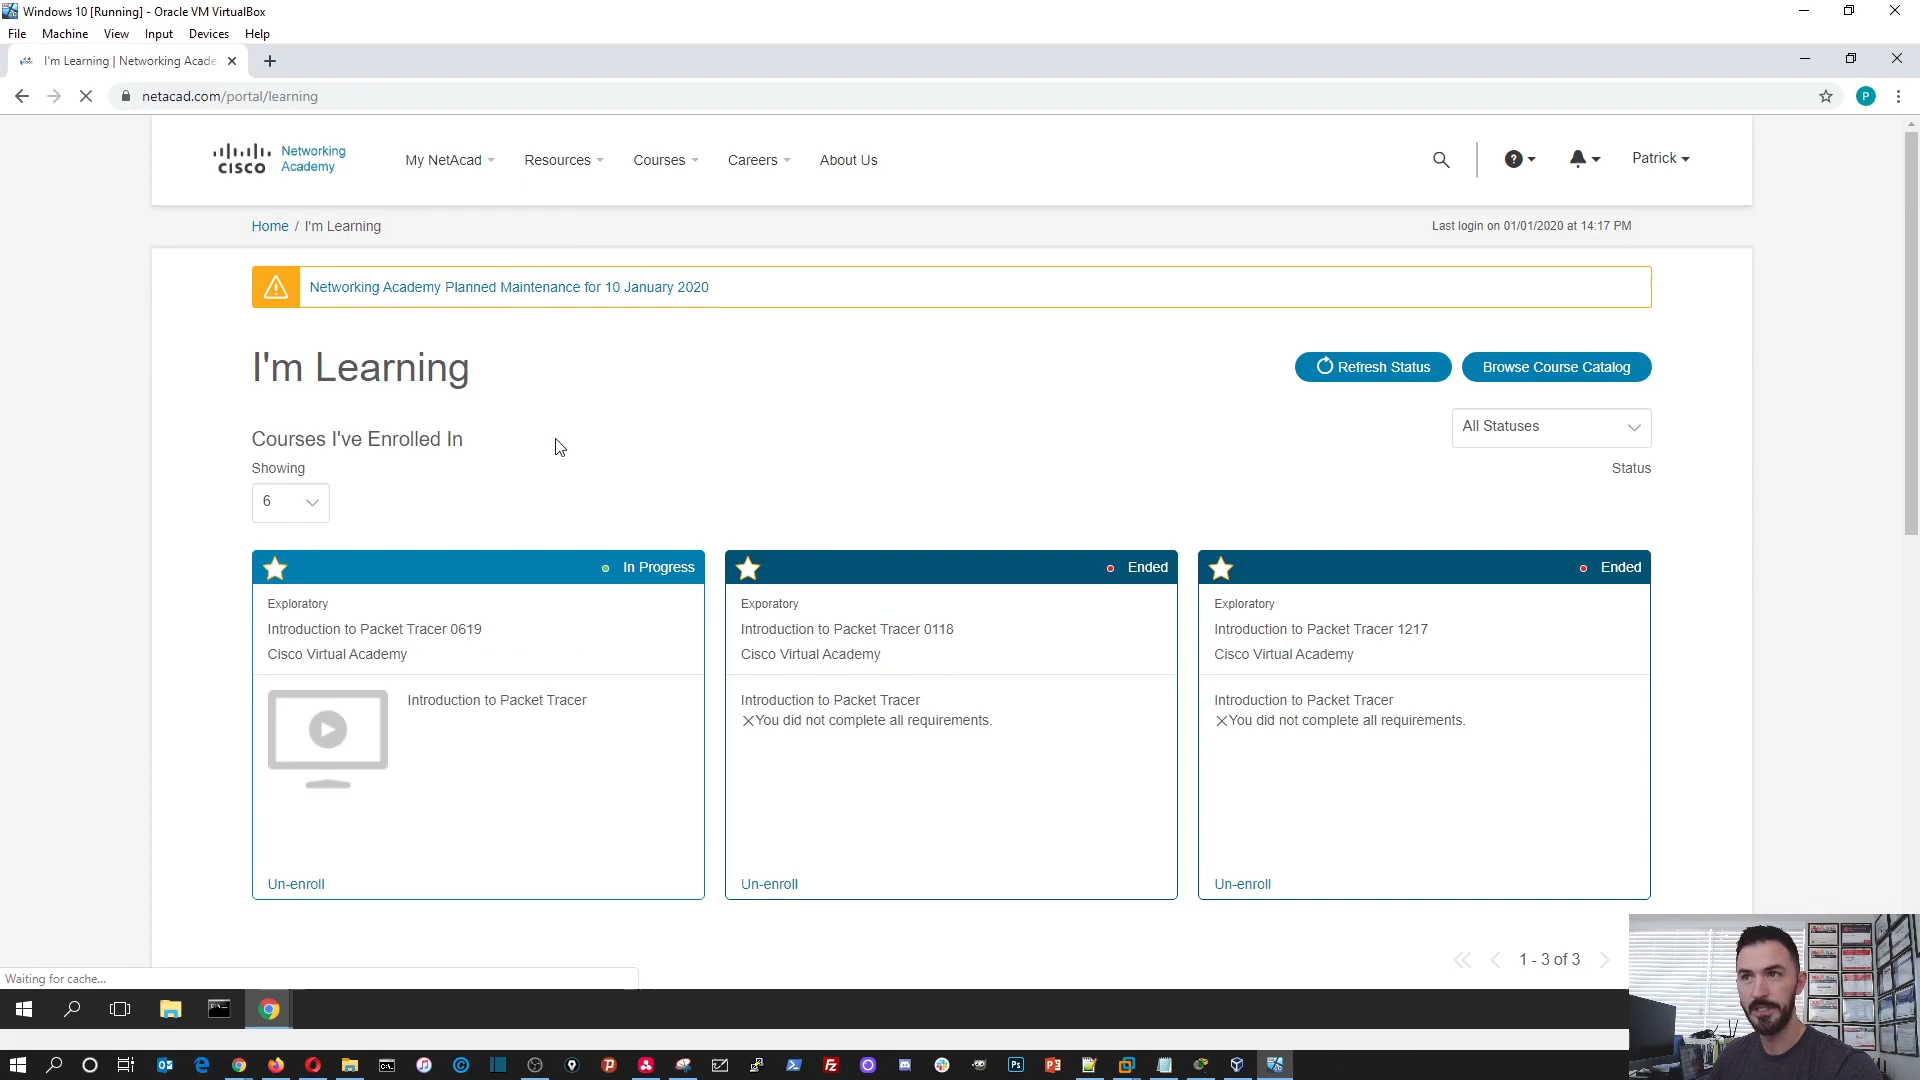 Windows 10 [Running] - Oracle VM VirtualBox
File Machine View Input Devices Help
I'm Learning | Networking Acade
netacad.com/portal/learning
P
CISCO Networking Academy
My NetAcad Resources Courses Careers About Us
Patrick
Home / I'm Learning
Last login on 01/01/2020 at 14:17 PM
Networking Academy Planned Maintenance for 10 January 2020
I'm Learning
Refresh Status
Browse Course Catalog
All Statuses
Courses I've Enrolled In
Showing
Status
6
In Progress
Exploratory
Introduction to Packet Tracer 0619
Cisco Virtual Academy
Introduction to Packet Tracer
Un-enroll
Ended
Exporatory
Introduction to Packet Tracer 0118
Cisco Virtual Academy
Introduction to Packet Tracer
You did not complete all requirements.
Un-enroll
Ended
Exploratory
Introduction to Packet Tracer 1217
Cisco Virtual Academy
Introduction to Packet Tracer
You did not complete all requirements.
Un-enroll
1 - 3 of 3
Waiting for cache...